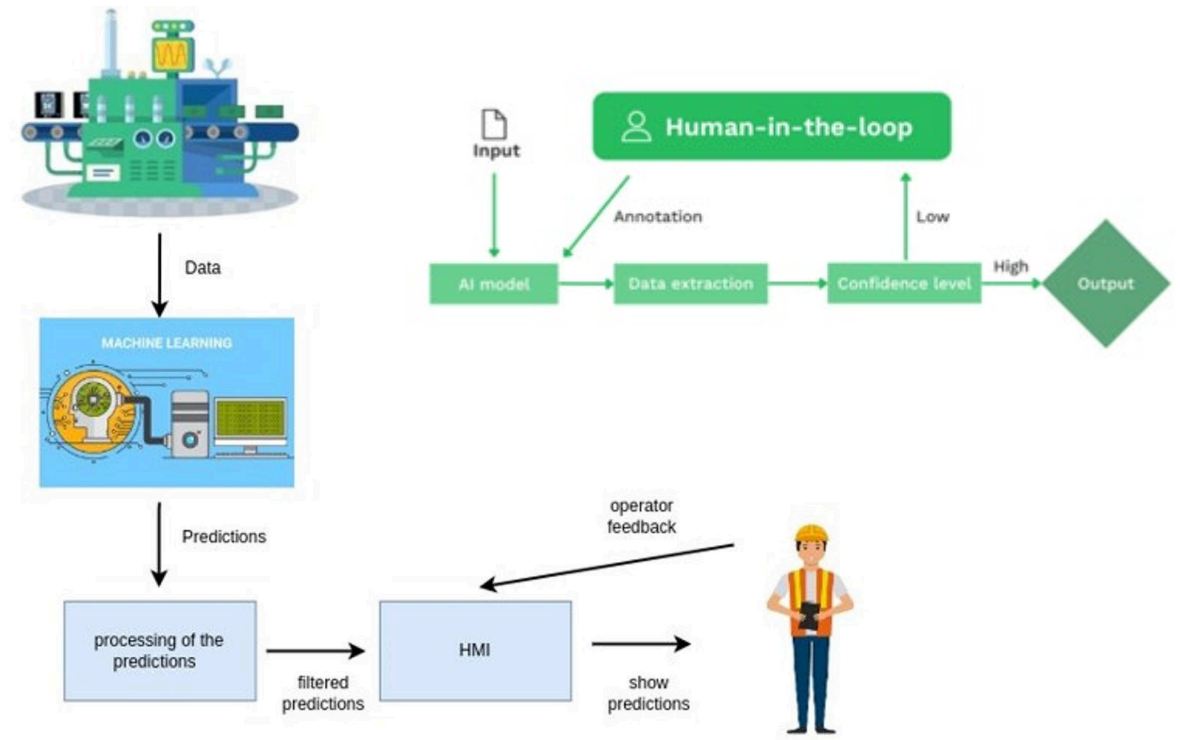 Input
Human-in-the-loop
Annotation
Low
AI model
Data extraction
Confidence level
High
Output
Data
MACHINE LEARNING
Predictions
processing of the
predictions
filtered
predictions
HMI
operator
feedback
show
predictions